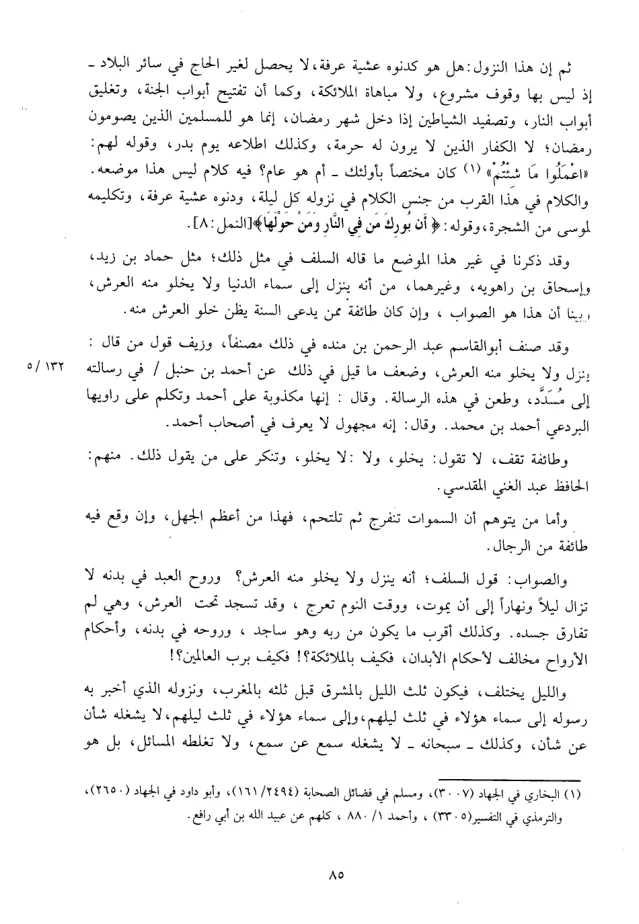 ثم إن هذا النزول: هل هو كدنوه عشية عرفة، لا يحصل لغير الحاج في سائر البلاد ـ
إذ ليس بها وقوف مشروع، ولا مباهاة الملائكة، وكما أن تفتيح أبواب الجنة، وتغليق
أبواب النار، وتصفيد الشياطين إذا دخل شهر رمضان، إنما هو للمسلمين الذين يصومون
رمضان؛ لا الكفار الذين لا يرون له حرمة، وكذلك اطلاعه يوم بدر، وقوله لهم:
«اعْمَلُوا مَا شِئْتُمْ» (١) كان مختصاً بأولئك ـ أم هو عام؟ فيه كلام ليس هذا موضعه.
والكلام في هذا القرب من جنس الكلام في نزوله كل ليلة، ودنوه عشية عرفة، وتكليمه
لموسى من الشجرة، وقوله: ﴿ أَن بُورِكَ مَن فِي النَّارِ وَمَنْ حَوْلَهَا﴾[النمل:٨].
وقد ذكرنا في غير هذا الموضع ما قاله السلف في مثل ذلك؛ مثل حماد بن زيد،
وإسحاق بن راهويه، وغيرهما، من أنه ينزل إلى سماء الدنيا ولا يخلو منه العرش،
وبينا أن هذا هو الصواب ، وإن كان طائفة ممن يدعى السنة يظن خلو العرش منه.
وقد صنف أبوالقاسم عبد الرحمن بن منده في ذلك مصنفاً، وزيف قول من قال :
ينزل ولا يخلو منه العرش، وضعف ما قيل في ذلك عن أحمد بن حنبل / في رسالته
٥/ ١٣٢
إلى مُسَدَّد، وطعن في هذه الرسالة. وقال : إنها مكذوبة على أحمد وتكلم على راويها
البردعي أحمد بن محمد. وقال: إنه مجهول لا يعرف في أصحاب أحمد.
وطائفة تقف، لا تقول: يخلو، ولا :لا يخلو، وتنكر على من يقول ذلك. منهم:
الحافظ عبد الغني المقدسي.
وأما من يتوهم أن السموات تنفرج ثم تلتحم، فهذا من أعظم الجهل، وإن وقع فيه
طائفة من الرجال.
والصواب: قول السلف؛ أنه ينزل ولا يخلو منه العرش؟ وروح العبد في بدنه لا
تزال ليلاً ونهاراً إلى أن يموت، ووقت النوم تعرج ، وقد تسجد تحت العرش، وهي لم
تفارق جسده. وكذلك أقرب ما يكون من ربه وهو ساجد ، وروحه في بدنه، وأحكام
الأرواح مخالف لأحكام الأبدان، فكيف بالملائكة؟! فكيف برب العالمين؟!
والليل يختلف، فيكون ثلث الليل بالمشرق قبل ثلثه بالمغرب، ونزوله الذي أخبر به
رسوله إلى سماء هؤلاء في ثلث ليلهم، وإلى سماء هؤلاء في ثلث ليلهم، لا يشغله شأن
عن شأن، وكذلك ـ سبحانه ـ لا يشغله سمع عن سمع، ولا تغلطه المسائل، بل هو
(١) البخاري في الجهاد (٣٠٠٧)، ومسلم في فضائل الصحابة (١٦١/٢٤٩٤)، وأبو داود في الجهاد (٢٦٥٠)،
والترمذي في التفسير(٣٣٠٥) ، وأحمد ١/ ٨٨٠ ، كلهم عن عبيد الله بن أبي رافع.
٨٥